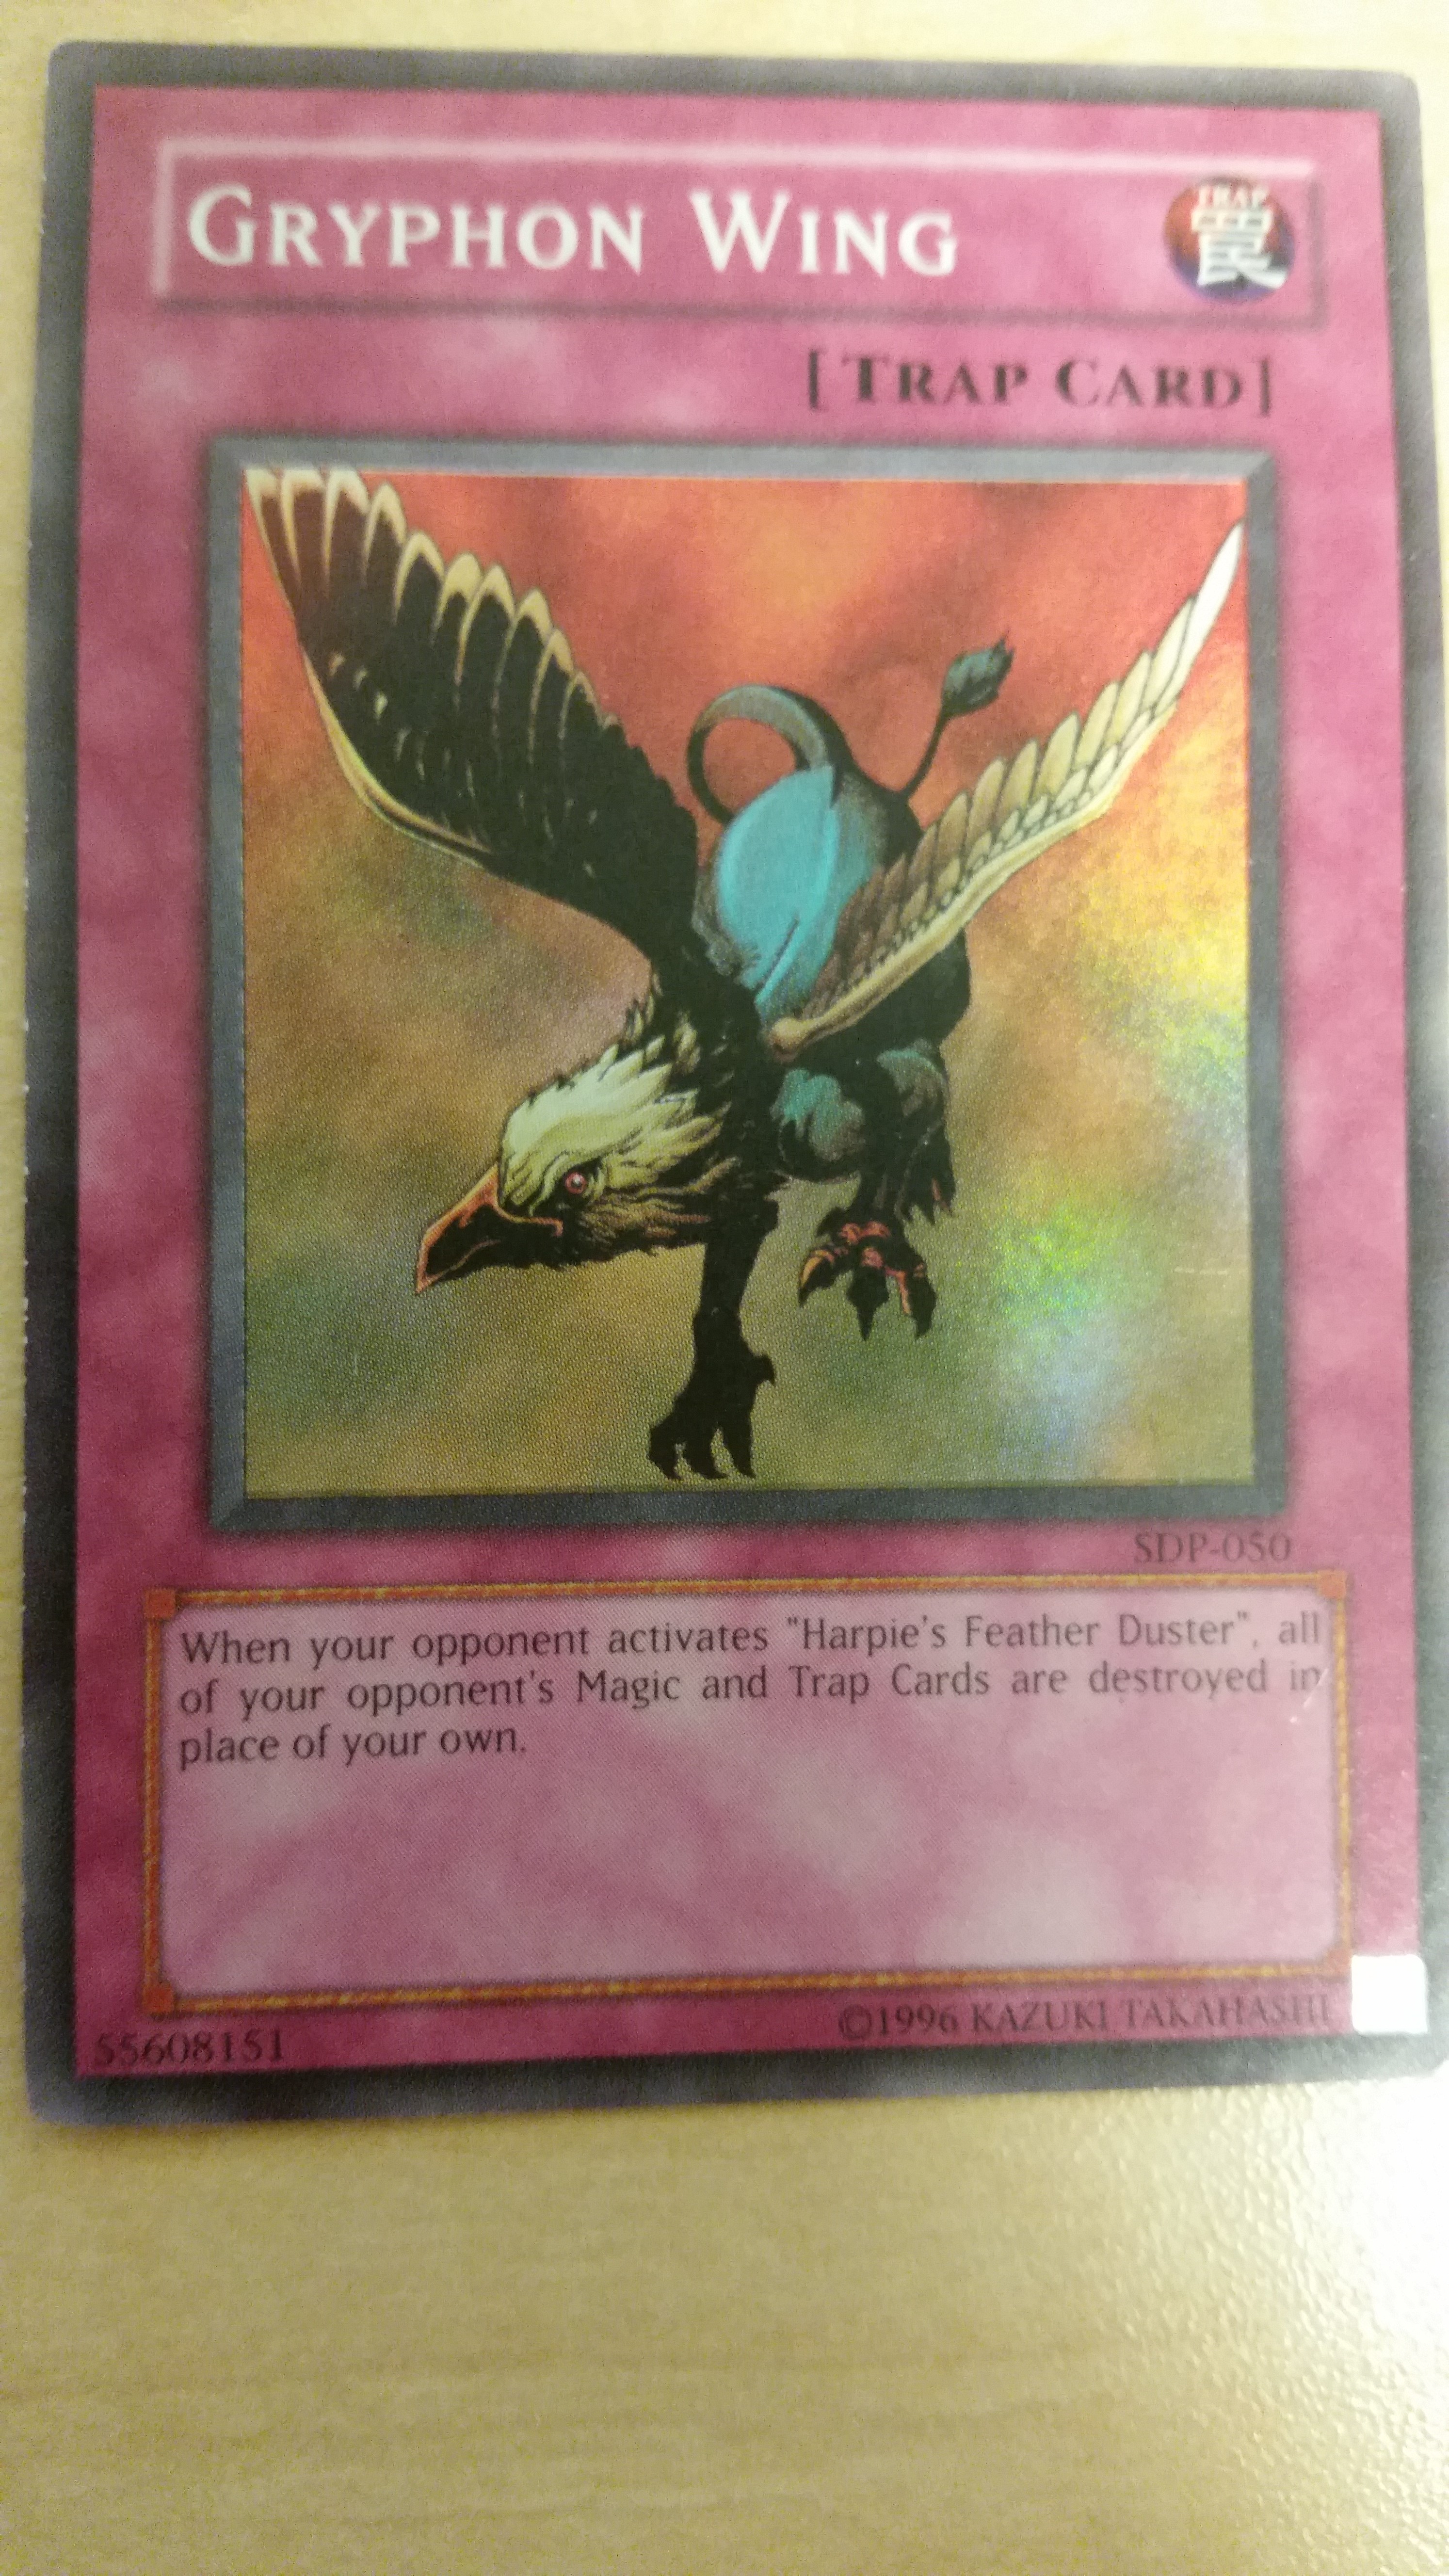 GRYPHON WING
TRAP
罠
[TRAP CARD]
SDP-050
When your opponent activates "Harpie's Feather Duster", all
of your opponent's Magic and Trap Cards are destroyed in
place of your own.
55608151
©1996 KAZUKI TAKAHASHI